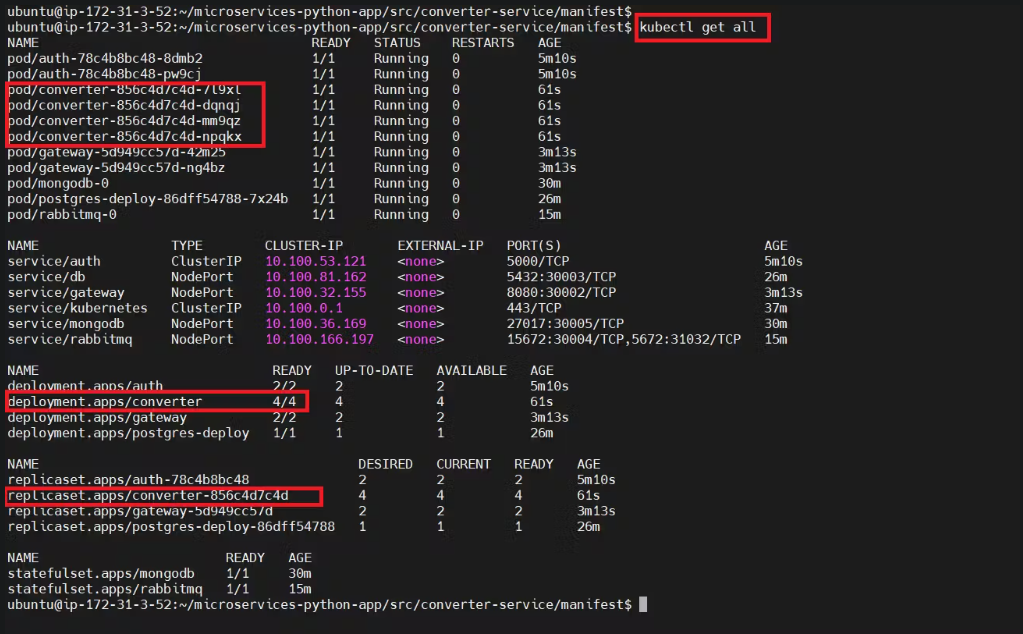 ubuntu@ip-172-31-3-52:~/microservices-python-app/src/converter-service/manifest$
ubuntu@ip-172-31-3-52:~/microservices-python-app/src/converter-service/manifest$ kubectl get all
NAME READY STATUS RESTARTS AGE
pod/auth-78c4b8bc48-8dmb2 1/1 Running 0 5m10s
pod/auth-78c4b8bc48-pw9cj 1/1 Running 0 5m10s
pod/converter-856c4d7c4d-7l9xl 1/1 Running 0 61s
pod/converter-856c4d7c4d-dqnqj 1/1 Running 0 61s
pod/converter-856c4d7c4d-mm9qz 1/1 Running 0 61s
pod/converter-856c4d7c4d-npqkx 1/1 Running 0 61s
pod/gateway-5d949cc57d-42m25 1/1 Running 0 3m13s
pod/gateway-5d949cc57d-ng4bz 1/1 Running 0 3m13s
pod/mongodb-0 1/1 Running 0 30m
pod/postgres-deploy-86dff54788-7x24b 1/1 Running 0 26m
pod/rabbitmq-0 1/1 Running 0 15m
NAME TYPE CLUSTER-IP EXTERNAL-IP PORT(S) AGE
service/auth ClusterIP 10.100.53.121 <none> 5000/TCP 5m10s
service/db NodePort 10.100.81.162 <none> 5432:30003/TCP 26m
service/gateway NodePort 10.100.32.155 <none> 8080:30002/TCP 3m13s
service/kubernetes ClusterIP 10.100.0.1 <none> 443/TCP 37m
service/mongodb NodePort 10.100.36.169 <none> 27017:30005/TCP 30m
service/rabbitmq NodePort 10.100.166.197 <none> 15672:30004/TCP,5672:31032/TCP 15m
NAME READY UP-TO-DATE AVAILABLE AGE
deployment.apps/auth 2/2 2 2 5m10s
deployment.apps/converter 4/4 4 4 61s
deployment.apps/gateway 2/2 2 2 3m13s
deployment.apps/postgres-deploy 1/1 1 1 26m
NAME DESIRED CURRENT READY AGE
replicaset.apps/auth-78c4b8bc48 2 2 2 5m10s
replicaset.apps/converter-856c4d7c4d 4 4 4 61s
replicaset.apps/gateway-5d949cc57d 2 2 2 3m13s
replicaset.apps/postgres-deploy-86dff54788 1 1 1 26m
NAME READY AGE
statefulset.apps/mongodb 1/1 30m
statefulset.apps/rabbitmq 1/1 15m
ubuntu@ip-172-31-3-52:~/microservices-python-app/src/converter-service/manifest$